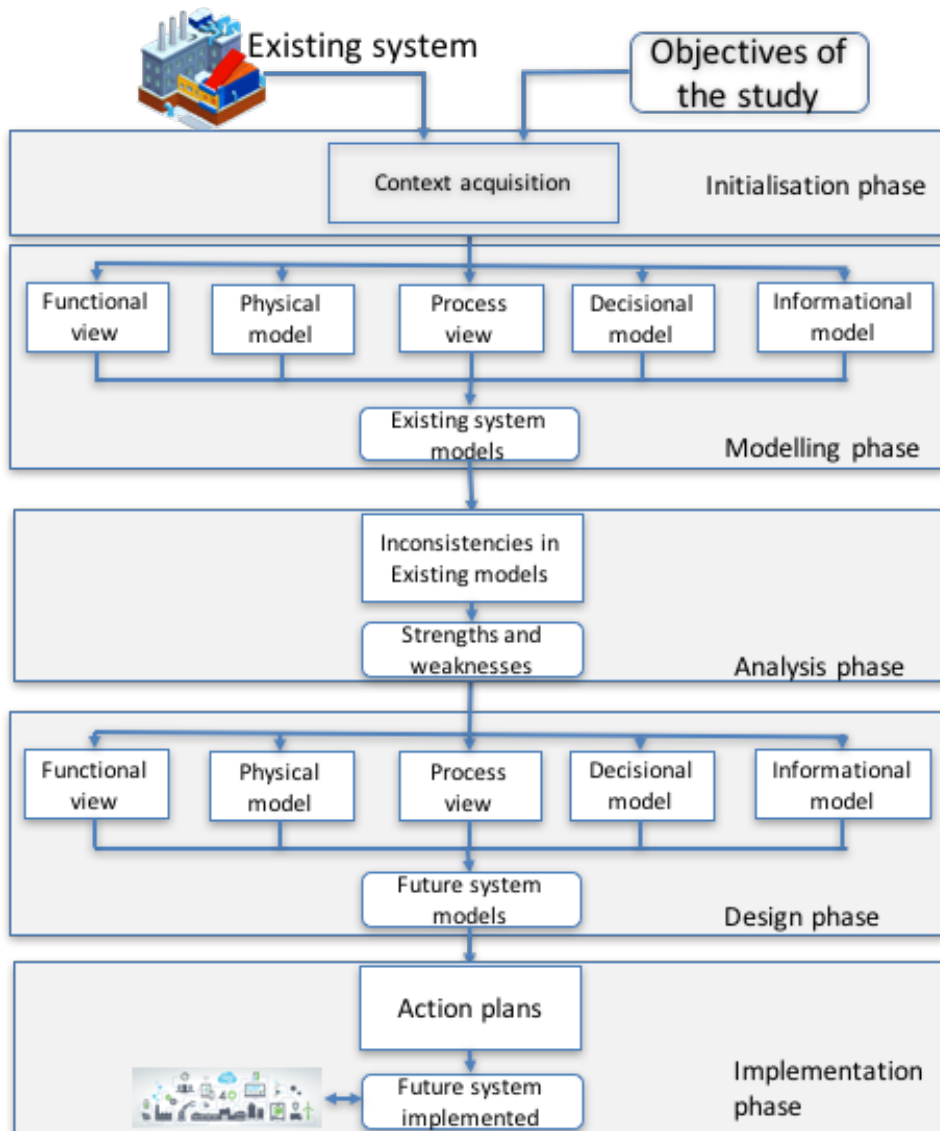 Existing system
Objectives of
the study
Context acquisition
Initialisation phase
Functional
view
Physical
model
Process
view
Decisional
model
Informational
model
Existing system
models
Modelling phase
Inconsistencies in
Existing models
Strengths and
weaknesses
Analysis phase
Functional
view
Physical
model
Process
view
Decisional
model
Informational
model
Future system
models
Design phase
Action plans
Future system
implemented
Implementation
phase
4.0